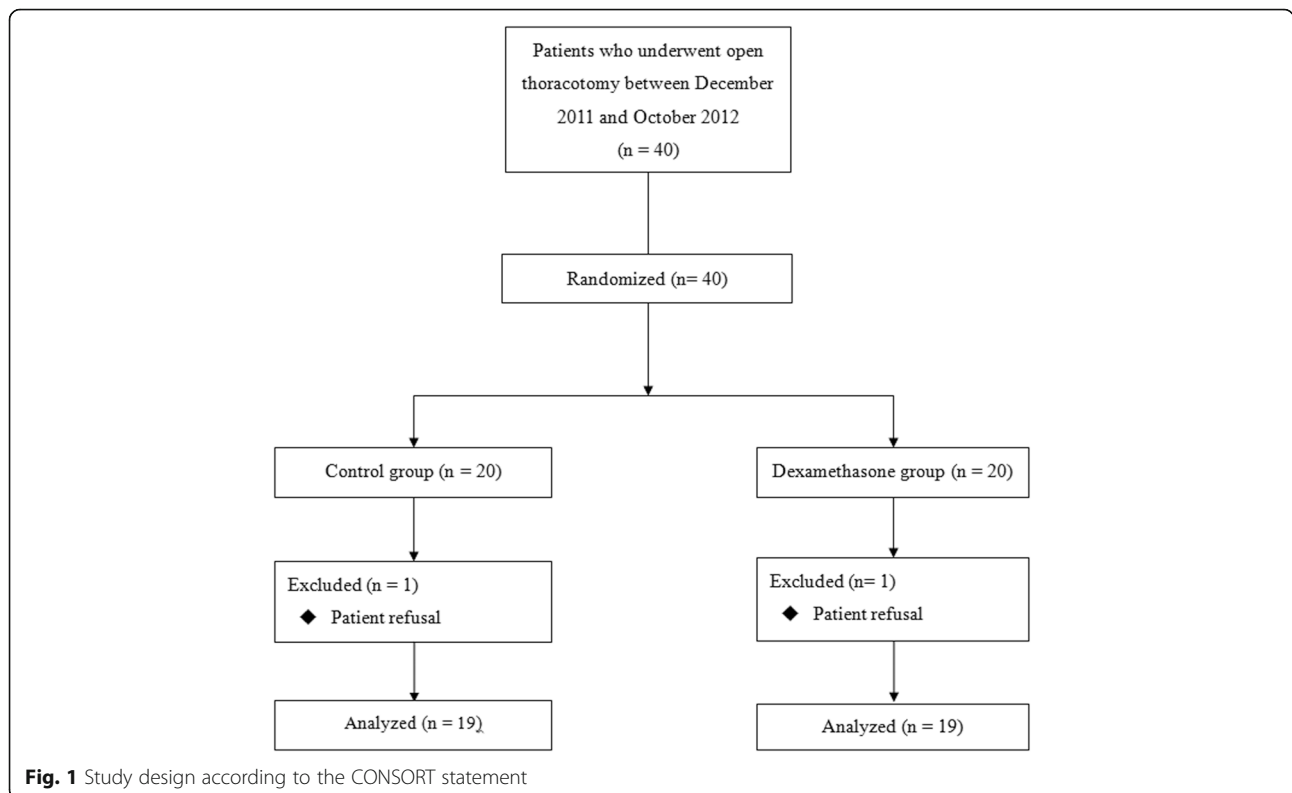 Patients who underwent open
thoracotomy between December
2011 and October 2012
(n = 40)
Randomized (n= 40)
Control group (n = 20)
Dexamethasone group (n = 20)
Excluded (n = 1)
◆ Patient refusal
Excluded (n= 1)
◆ Patient refusal
Analyzed (n = 19)
Analyzed (n = 19)
Fig. 1 Study design according to the CONSORT statement